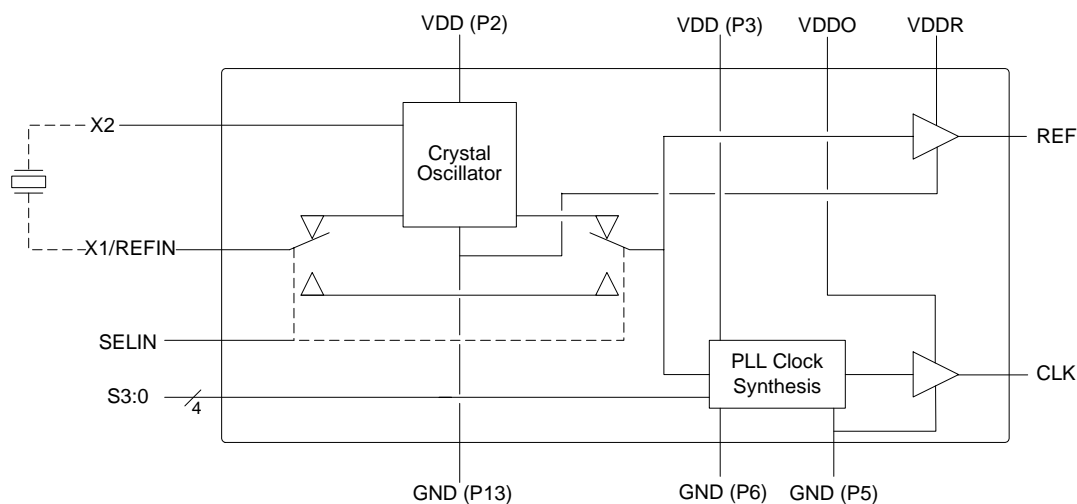 VDD (P2)
VDD (P3)
VDDO
VDDR
X2
Crystal
Oscillator
REF
X1/REFIN
SELIN
PLL Clock
Synthesis
CLK
S3:0
4
GND (P13)
GND (P6)
GND (P5)